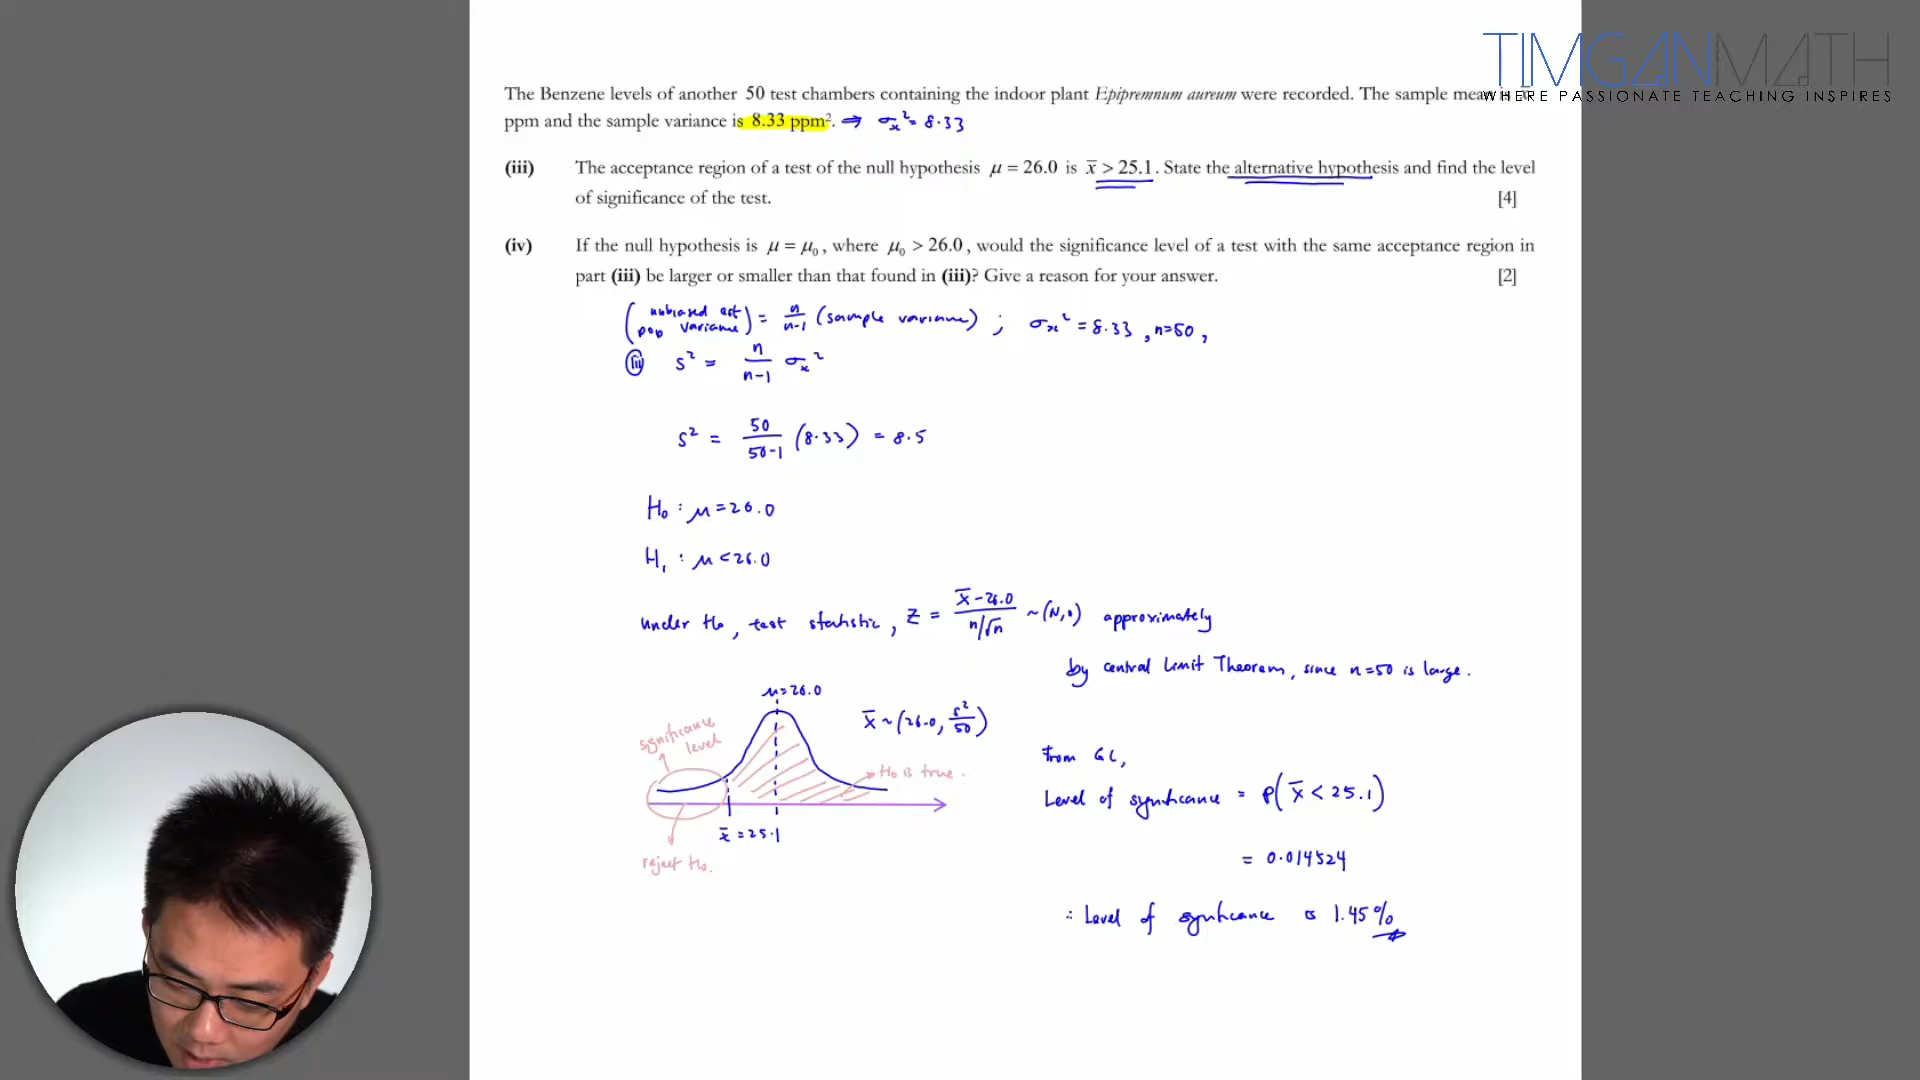 TIMGANMATH
WHERE PASSIONATE TEACHING INSPIRES
The Benzene levels of another 50 test chambers containing the indoor plant Epipremnum aureum were recorded. The sample mean
ppm and the sample variance is 8.33 ppm². ⇒ σₓ² = 8.33
(iii) The acceptance region of a test of the null hypothesis μ = 26.0 is x̄ > 25.1. State the alternative hypothesis and find the level
of significance of the test. [4]
(iv) If the null hypothesis is μ = μ₀, where μ₀ > 26.0, would the significance level of a test with the same acceptance region in
part (iii) be larger or smaller than that found in (iii)? Give a reason for your answer. [2]
(unbiased est pop variance) = n/n-1 (sample variance) ; σₓ² = 8.33, n=50,
(iii) s² = n/n-1 σₓ²
s² = 50/50-1 (8.33) = 8.5
H₀ : μ = 26.0
H₁ : μ < 26.0
under H₀, test statistic, Z = x̄-26.0 / n/√n ~ (N, ) approximately
by central Limit Theorem, since n=50 is large.
μ = 26.0
x̄ ~ (26.0, s²/50)
significance level
H₀ is true.
x̄ = 25.1
reject H₀.
From GC,
Level of significance = P(x̄ < 25.1)
= 0.014524
∴ Level of significance is 1.45%